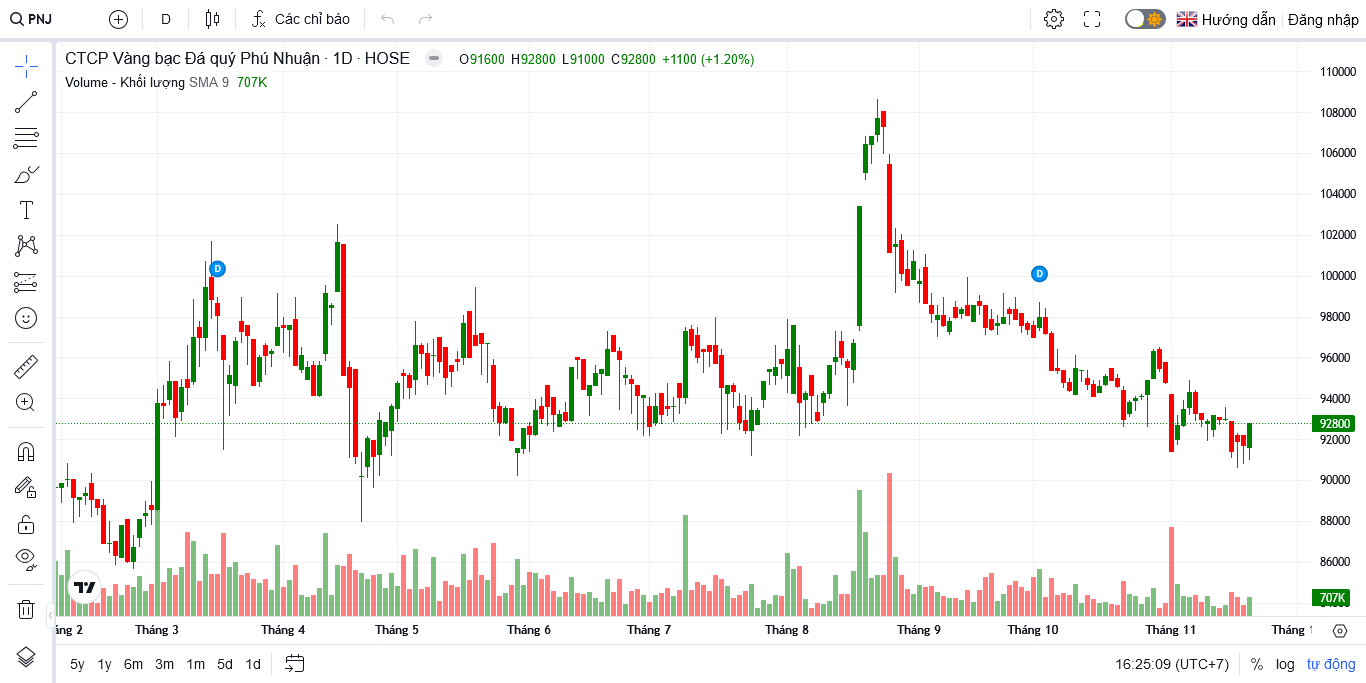 PNJ D Các chỉ báo Hướng dẫn Đăng nhập
CTCP Vàng bạc Đá quý Phú Nhuận · 1D · HOSE O91600 H92800 L91000 C92800 +1100 (+1.20%)
Volume - Khối lượng SMA 9 707K
110000
108000
106000
104000
102000
100000
98000
96000
94000
92800
92000
90000
88000
86000
707K
D
D
Tháng 3 Tháng 4 Tháng 5 Tháng 6 Tháng 7 Tháng 8 Tháng 9 Tháng 10 Tháng 11 Tháng
5y 1y 6m 3m 1m 5d 1d 16:25:09 (UTC+7) % log tự động